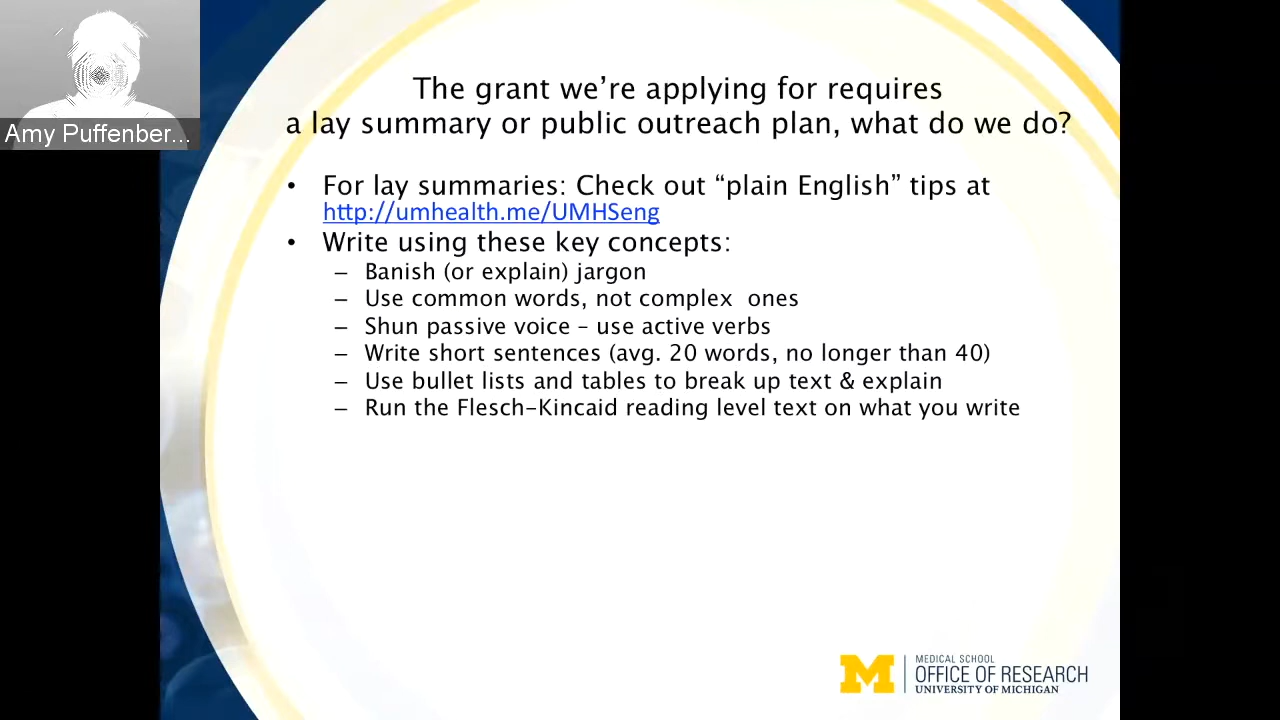 Amy Puffenber...
The grant we're applying for requires
a lay summary or public outreach plan, what do we do?
• For lay summaries: Check out “plain English” tips at
http://umhealth.me/UMHSeng
• Write using these key concepts:
– Banish (or explain) jargon
– Use common words, not complex  ones
– Shun passive voice – use active verbs
– Write short sentences (avg. 20 words, no longer than 40)
– Use bullet lists and tables to break up text & explain
– Run the Flesch-Kincaid reading level text on what you write
M
MEDICAL SCHOOL
OFFICE OF RESEARCH
UNIVERSITY OF MICHIGAN